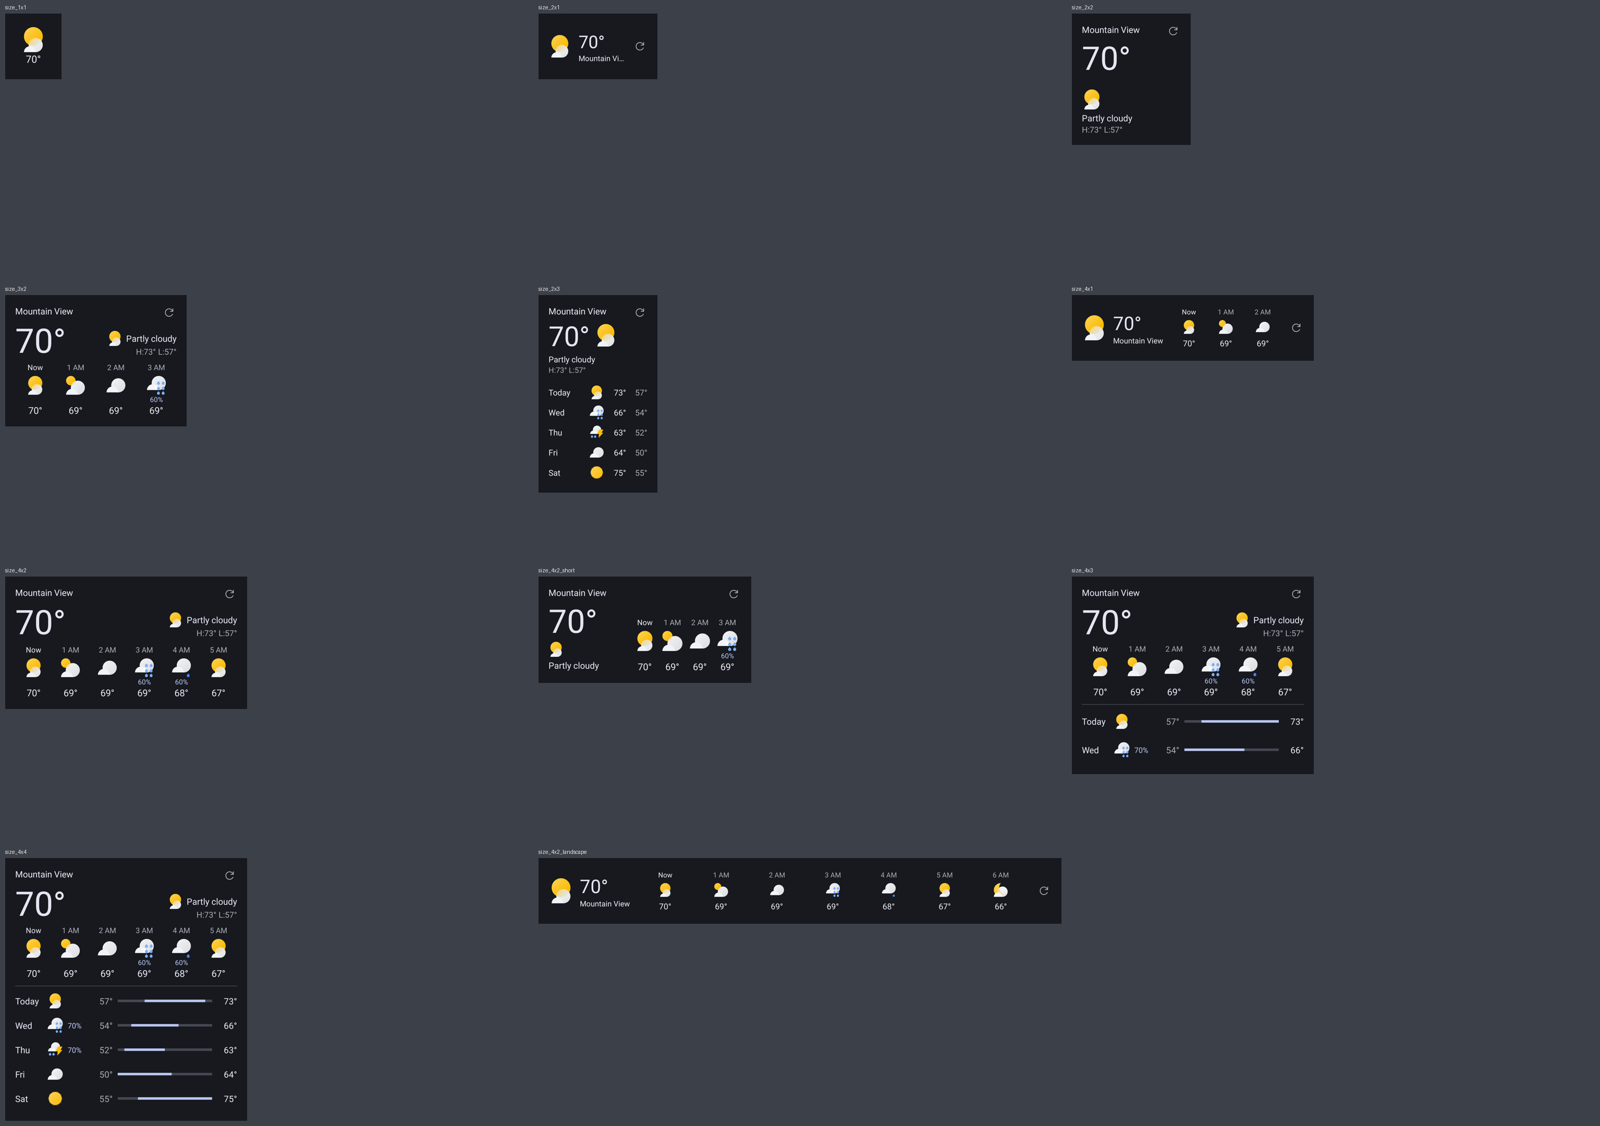 size_1x1
70°
size_2x1
70°
Mountain Vi...
size_2x2
Mountain View
70°
Partly cloudy
H:73° L:57°
size_3x2
Mountain View
70°
Partly cloudy
H:73° L:57°
Now 1 AM 2 AM 3 AM
60%
70° 69° 69° 69°
size_2x3
Mountain View
70°
Partly cloudy
H:73° L:57°
Today 73° 57°
Wed 66° 54°
Thu 63° 52°
Fri 64° 50°
Sat 75° 55°
size_4x1
70°
Mountain View
Now 1 AM 2 AM
70° 69° 69°
size_4x2
Mountain View
70°
Partly cloudy
H:73° L:57°
Now 1 AM 2 AM 3 AM 4 AM 5 AM
60% 60%
70° 69° 69° 69° 68° 67°
size_4x2_short
Mountain View
70°
Partly cloudy
Now 1 AM 2 AM 3 AM
60%
70° 69° 69° 69°
size_4x3
Mountain View
70°
Partly cloudy
H:73° L:57°
Now 1 AM 2 AM 3 AM 4 AM 5 AM
60% 60%
70° 69° 69° 69° 68° 67°
Today 57° 73°
Wed 70% 54° 66°
size_4x4
Mountain View
70°
Partly cloudy
H:73° L:57°
Now 1 AM 2 AM 3 AM 4 AM 5 AM
60% 60%
70° 69° 69° 69° 68° 67°
Today 57° 73°
Wed 70% 54° 66°
Thu 70% 52° 63°
Fri 50° 64°
Sat 55° 75°
size_4x2_landscape
70°
Mountain View
Now 1 AM 2 AM 3 AM 4 AM 5 AM 6 AM
70° 69° 69° 69° 68° 67° 66°